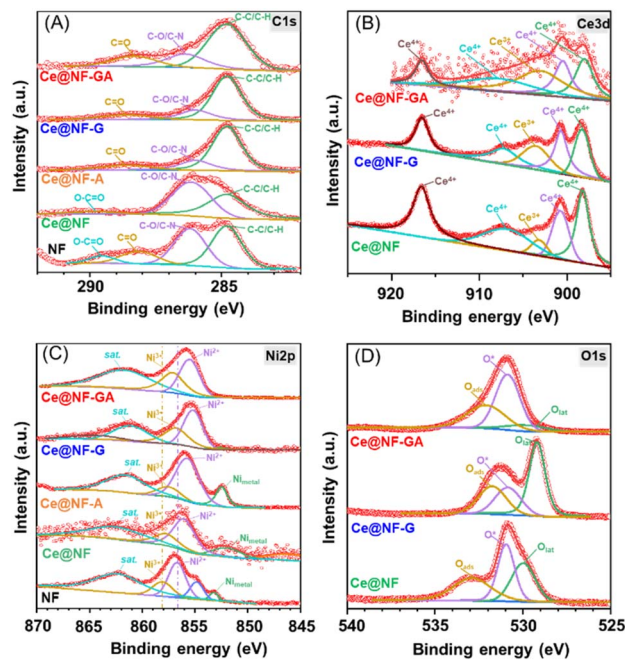 (A)
C1s
C=O
C-O/C-N
C-C/C-H
Ce@NF-GA
C=O
C-O/C-N
C-C/C-H
Ce@NF-G
C=O
C-O/C-N
C-C/C-H
Ce@NF-A
C-O/C-N
C-C/C-H
O-C=O
Ce@NF
O-C=O
C=O
C-O/C-N
C-C/C-H
NF
290
285
Binding energy (eV)
Intensity (a.u.)
(B)
Ce3d
Ce4+
Ce4+
Ce3+
Ce4+
Ce4+
Ce@NF-GA
Ce4+
Ce4+
Ce3+
Ce4+
Ce4+
Ce@NF-G
Ce4+
Ce4+
Ce3+
Ce4+
Ce4+
Ce@NF
920
910
900
Binding energy (eV)
Intensity (a.u.)
(C)
Ni2p
sat.
Ni3+
Ni2+
Ce@NF-GA
sat.
Ni3+
Ni2+
Ce@NF-G
sat.
Ni3+
Ni2+
Nimetal
Ce@NF-A
sat.
Ni3+
Ni2+
Nimetal
Ce@NF
sat.
Ni3+
Ni2+
Nimetal
NF
870
865
860
855
850
845
Binding energy (eV)
Intensity (a.u.)
(D)
O1s
O*
Oads
Olat
Ce@NF-GA
Olat
O*
Oads
Ce@NF-G
O*
Olat
Oads
Ce@NF
540
535
530
525
Binding energy (eV)
Intensity (a.u.)